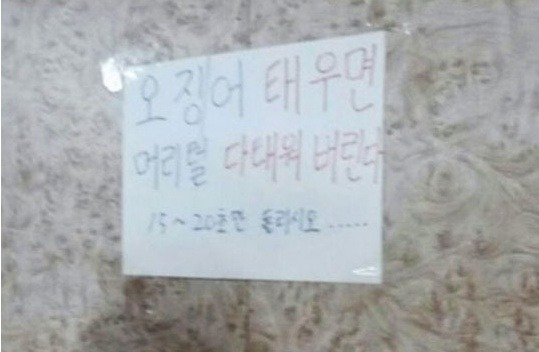 오징어 태우면
머리털 다태워 버린다
15~20초만 돌리시오.....